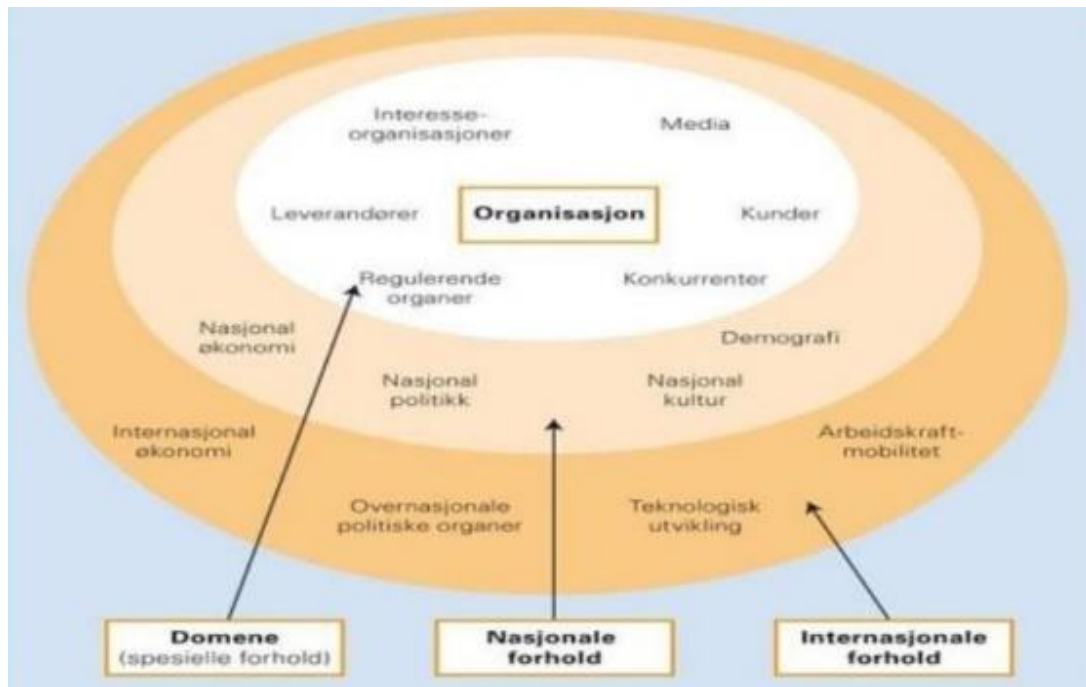 Interesse-
organisasjoner
Media
Leverandører
Organisasjon
Kunder
Regulerende
organer
Konkurrenter
Nasjonal
økonomi
Demografi
Nasjonal
politikk
Nasjonal
kultur
Internasjonal
økonomi
Arbeidskraft-
mobilitet
Overnasjonale
politiske organer
Teknologisk
utvikling
Domene
(spesielle forhold)
Nasjonale
forhold
Internasjonale
forhold